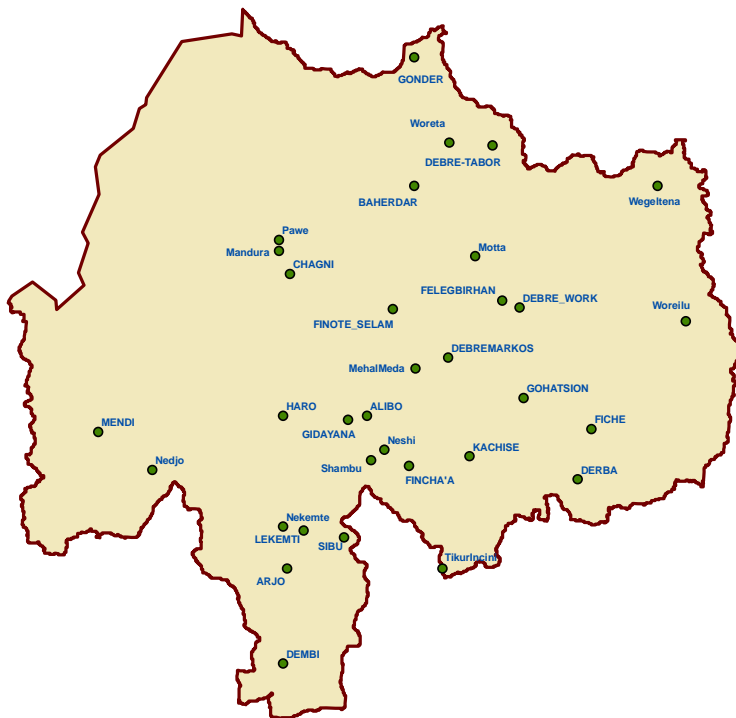 GONDER
Woreta
DEBRE-TABOR
BAHERDAR
Wegeltena
Pawe
Mandura
CHAGNI
Motta
FELEGBIRHAN
DEBRE_WORK
FINOTE_SELAM
Woreilu
DEBREMARKOS
MehalMeda
GOHATSION
HARO
ALIBO
GIDAYANA
MENDI
FICHE
Neshi
KACHISE
Nedjo
Shambu
FINCHA'A
DERBA
Nekemte
LEKEMTI
SIBU
TikurIncini
ARJO
DEMBI